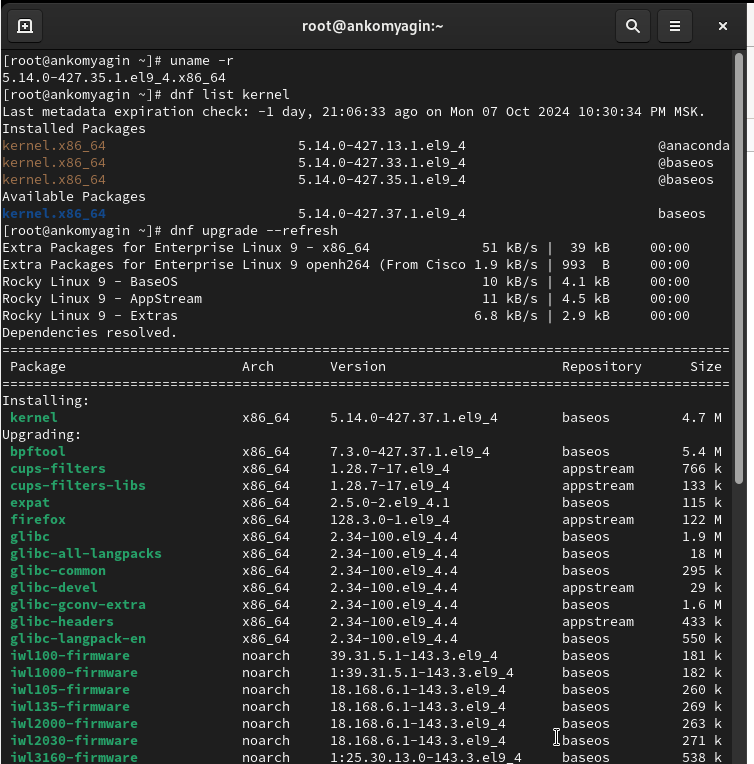 root@ankomyagin:~
[root@ankomyagin ~]# uname -r
5.14.0-427.35.1.el9_4.x86_64
[root@ankomyagin ~]# dnf list kernel
Last metadata expiration check: -1 day, 21:06:33 ago on Mon 07 Oct 2024 10:30:34 PM MSK.
Installed Packages
kernel.x86_64 5.14.0-427.13.1.el9_4 @anaconda
kernel.x86_64 5.14.0-427.33.1.el9_4 @baseos
kernel.x86_64 5.14.0-427.35.1.el9_4 @baseos
Available Packages
kernel.x86_64 5.14.0-427.37.1.el9_4 baseos
[root@ankomyagin ~]# dnf upgrade --refresh
Extra Packages for Enterprise Linux 9 - x86_64 51 kB/s | 39 kB 00:00
Extra Packages for Enterprise Linux 9 openh264 (From Cisco 1.9 kB/s | 993 B 00:00
Rocky Linux 9 - BaseOS 10 kB/s | 4.1 kB 00:00
Rocky Linux 9 - AppStream 11 kB/s | 4.5 kB 00:00
Rocky Linux 9 - Extras 6.8 kB/s | 2.9 kB 00:00
Dependencies resolved.
===========================================================================================
Package Arch Version Repository Size
===========================================================================================
Installing:
kernel x86_64 5.14.0-427.37.1.el9_4 baseos 4.7 M
Upgrading:
bpftool x86_64 7.3.0-427.37.1.el9_4 baseos 5.4 M
cups-filters x86_64 1.28.7-17.el9_4 appstream 766 k
cups-filters-libs x86_64 1.28.7-17.el9_4 appstream 133 k
expat x86_64 2.5.0-2.el9_4.1 baseos 115 k
firefox x86_64 128.3.0-1.el9_4 appstream 122 M
glibc x86_64 2.34-100.el9_4.4 baseos 1.9 M
glibc-all-langpacks x86_64 2.34-100.el9_4.4 baseos 18 M
glibc-common x86_64 2.34-100.el9_4.4 baseos 295 k
glibc-devel x86_64 2.34-100.el9_4.4 appstream 29 k
glibc-gconv-extra x86_64 2.34-100.el9_4.4 baseos 1.6 M
glibc-headers x86_64 2.34-100.el9_4.4 appstream 433 k
glibc-langpack-en x86_64 2.34-100.el9_4.4 baseos 550 k
iwl100-firmware noarch 39.31.5.1-143.3.el9_4 baseos 181 k
iwl1000-firmware noarch 1:39.31.5.1-143.3.el9_4 baseos 182 k
iwl105-firmware noarch 18.168.6.1-143.3.el9_4 baseos 260 k
iwl135-firmware noarch 18.168.6.1-143.3.el9_4 baseos 269 k
iwl2000-firmware noarch 18.168.6.1-143.3.el9_4 baseos 263 k
iwl2030-firmware noarch 18.168.6.1-143.3.el9_4 baseos 271 k
iwl3160-firmware noarch 1:25.30.13.0-143.3.el9_4 baseos 538 k